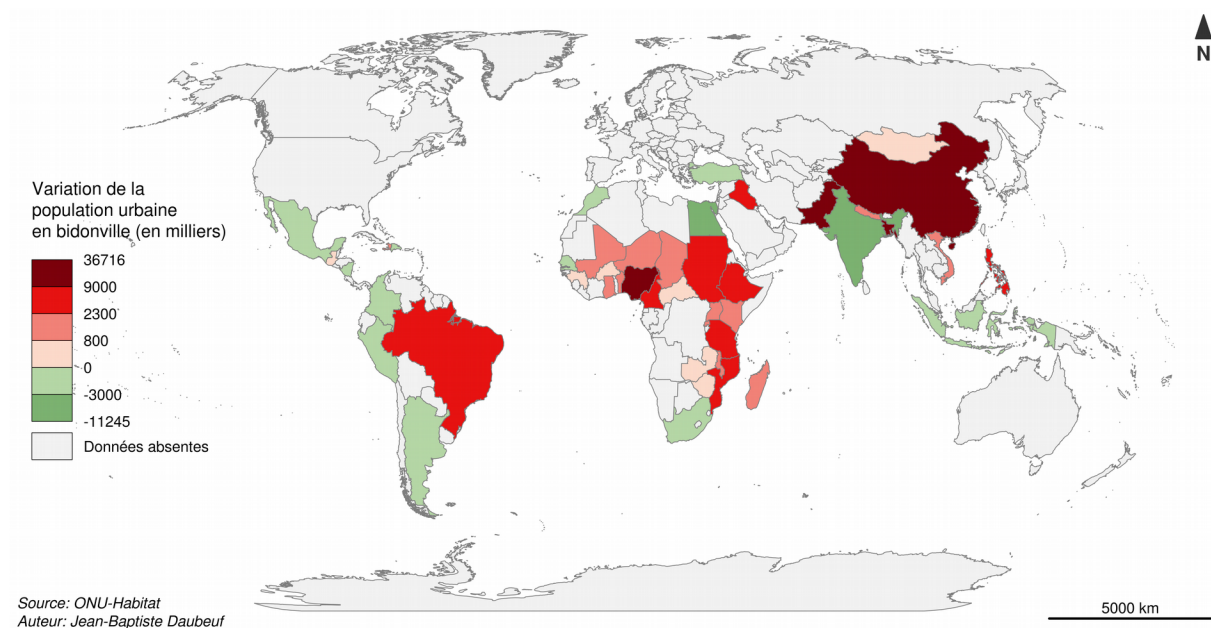 N
Variation de la
population urbaine
en bidonville (en milliers)
36716
9000
2300
800
0
-3000
-11245
Données absentes
Source: ONU-Habitat
Auteur: Jean-Baptiste Daubeuf
5000 km